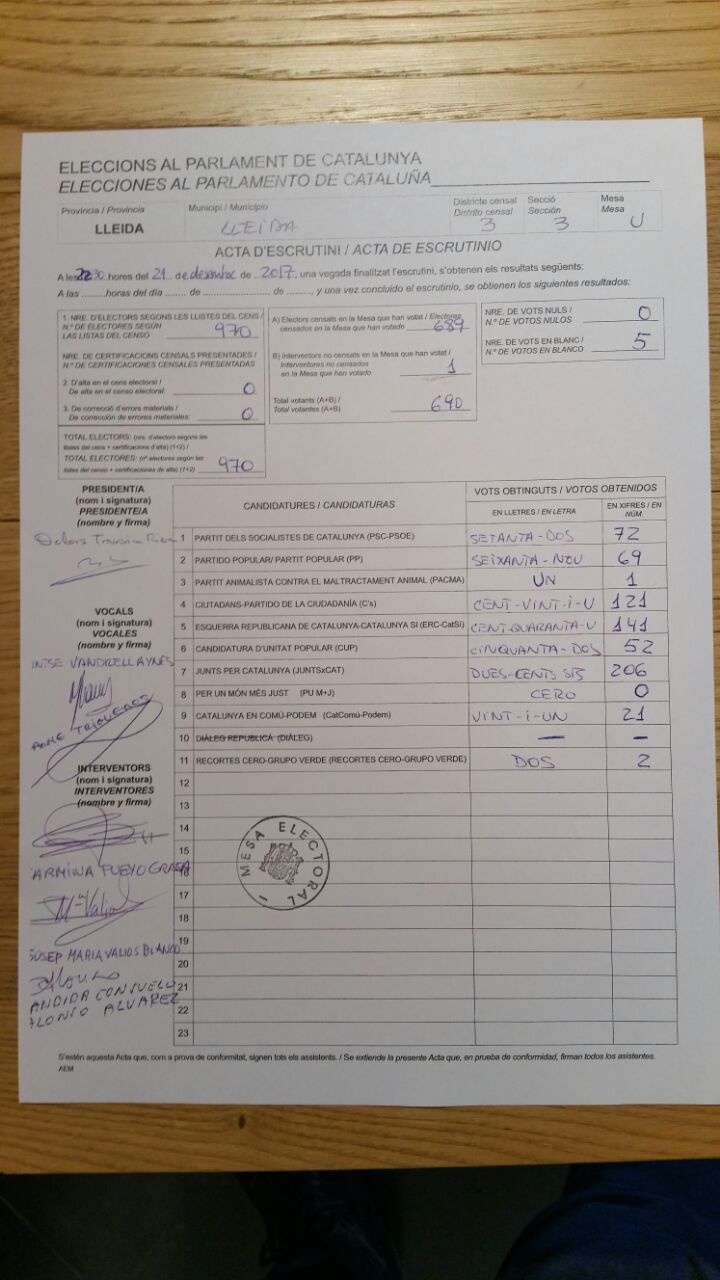 ELECCIONS AL PARLAMENT DE CATALUNYA
ELECCIONES AL PARLAMENTO DE CATALUÑA
Província / Provincia
LLEIDA
Municipi / Municipio
LLEIDA
Districte censal
Distrito censal
3
Secció
Sección
3
Mesa
Mesa
U
ACTA D'ESCRUTINI / ACTA DE ESCRUTINIO
A les 22:30 hores del 21 de desembre de 2017, una vegada finalitzat l'escrutini, s'obtenen els resultats següents:
A las ........horas del día ....... de ...................... de ........, y una vez concluido el escrutinio, se obtienen los siguientes resultados:
1. NRE. D'ELECTORS SEGONS LES LLISTES DEL CENS /
N.º DE ELECTORES SEGÚN
LAS LISTAS DEL CENSO 970
NRE. DE CERTIFICACIONS CENSALS PRESENTADES /
N.º DE CERTIFICACIONES CENSALES PRESENTADAS
2. D'alta en el cens electoral /
De alta en el censo electoral: 0
3. De correcció d'errors materials /
De corrección de errores materiales: 0
TOTAL ELECTORS: (nre. d'electors segons les
llistes del cens + certificacions d'alta) (1+2) /
TOTAL ELECTORES: (nº electores según las
listas del censo + certificaciones de alta) (1+2) 970
A) Electors censats en la Mesa que han votat / Electores
censados en la Mesa que han votado 689
B) Interventors no censats en la Mesa que han votat /
Interventores no censados
en la Mesa que han votado 1
Total votants (A+B) /
Total votantes (A+B) 690
NRE. DE VOTS NULS /
N.º DE VOTOS NULOS 0
NRE. DE VOTS EN BLANC /
N.º DE VOTOS EN BLANCO 5
CANDIDATURES / CANDIDATURAS
VOTS OBTINGUTS / VOTOS OBTENIDOS
EN LLETRES / EN LETRA
EN XIFRES / EN NÚM.
1 PARTIT DELS SOCIALISTES DE CATALUNYA (PSC-PSOE) SETANTA-DOS 72
2 PARTIDO POPULAR/ PARTIT POPULAR (PP) SEIXANTA-NOU 69
3 PARTIT ANIMALISTA CONTRA EL MALTRACTAMENT ANIMAL (PACMA) UN 1
4 CIUTADANS-PARTIDO DE LA CIUDADANÍA (C's) CENT-VINT-I-U 121
5 ESQUERRA REPUBLICANA DE CATALUNYA-CATALUNYA SI (ERC-CatSí) CENT QUARANTA-U 141
6 CANDIDATURA D'UNITAT POPULAR (CUP) CINQUANTA-DOS 52
7 JUNTS PER CATALUNYA (JUNTSxCAT) DUES-CENTS SIS 206
8 PER UN MÓN MÉS JUST (PU M+J) CERO 0
9 CATALUNYA EN COMÚ-PODEM (CatComú-Podem) VINT-I-UN 21
10 DIÀLEG REPUBLICÀ (DIÀLEG) — —
11 RECORTES CERO-GRUPO VERDE (RECORTES CERO-GRUPO VERDE) DOS 2
12
13
14
15
16
17
18
19
20
21
22
23
PRESIDENT/A
(nom i signatura)
PRESIDENTE/A
(nombre y firma)
Dolors
VOCALS
(nom i signatura)
VOCALES
(nombre y firma)
INTERVENTORS
(nom i signatura)
INTERVENTORES
(nombre y firma)
ARMINA PUEYO
Mª Valios
JOSEP MARIA VALIOS BLANCO
ANDIDA CONSUELO
ALONSO ALVAREZ
MESA ELECTORAL
S'estén aquesta Acta que, com a prova de conformitat, signen tots els assistents. / Se extiende la presente Acta que, en prueba de conformidad, firman todos los asistentes.
AEM